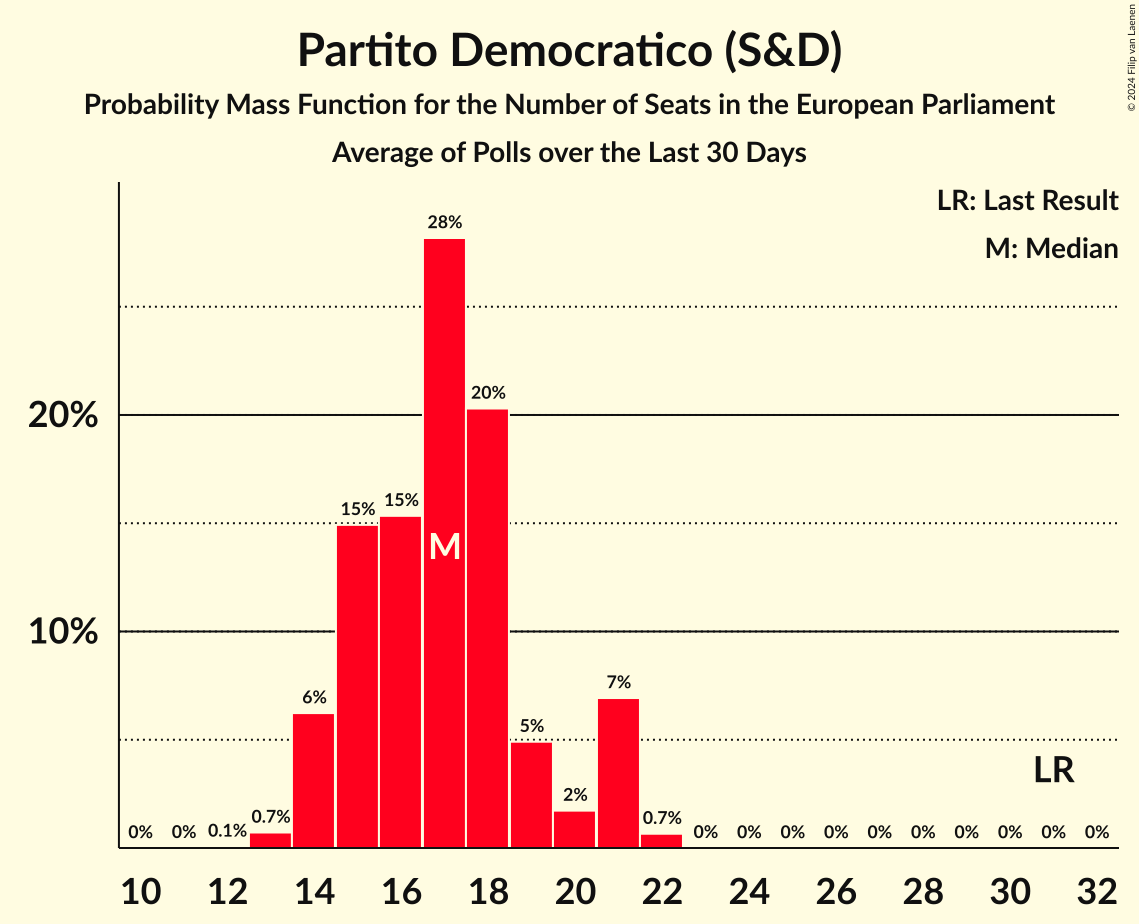 Partito Democratico (S&D)
Probability Mass Function for the Number of Seats in the European Parliament
Average of Polls over the Last 30 Days
© 2024 Filip van Laenen
LR: Last Result
M: Median
20%
10%
0% 0% 0.1% 0.7% 6% 15% 15% 28% 20% 5% 2% 7% 0.7% 0% 0% 0% 0% 0% 0% 0% 0% 0% 0%
M
LR
10 12 14 16 18 20 22 24 26 28 30 32